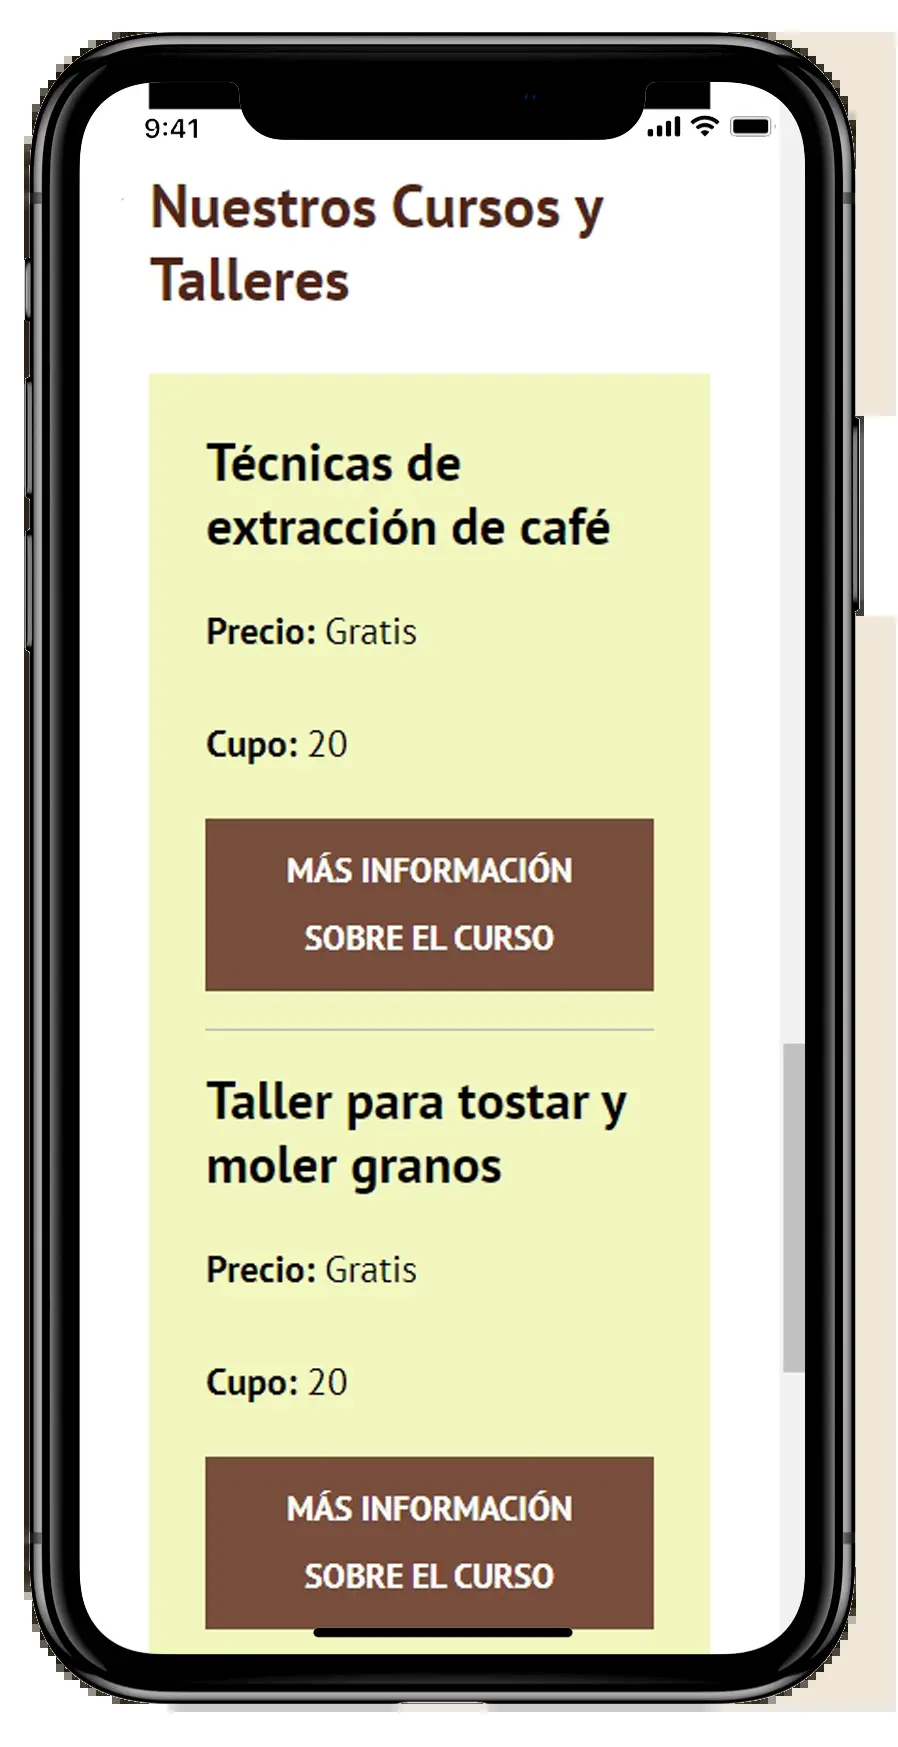 9:41
Nuestros Cursos y
Talleres
Técnicas de
extracción de café
Precio: Gratis
Cupo: 20
MÁS INFORMACIÓN
SOBRE EL CURSO
Taller para tostar y
moler granos
Precio: Gratis
Cupo: 20
MÁS INFORMACIÓN
SOBRE EL CURSO